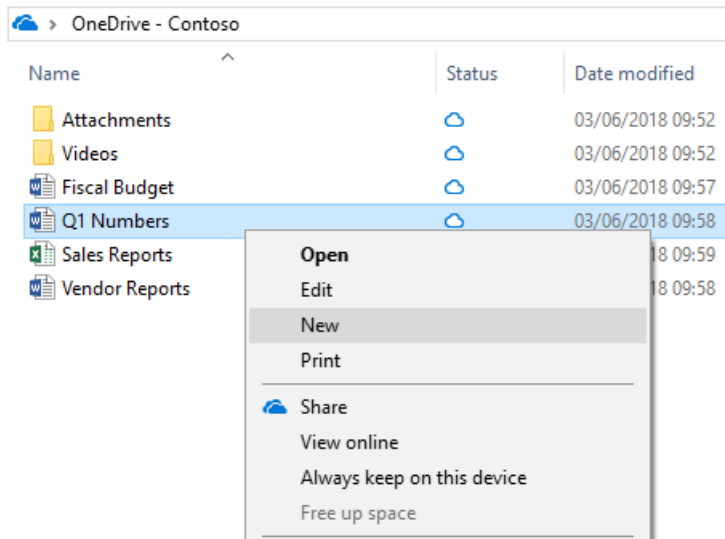 OneDrive - Contoso
Name Status Date modified
Attachments 03/06/2018 09:52
Videos 03/06/2018 09:52
Fiscal Budget 03/06/2018 09:57
Q1 Numbers 03/06/2018 09:58
Sales Reports 18 09:59
Vendor Reports 18 09:58
Open
Edit
New
Print
Share
View online
Always keep on this device
Free up space